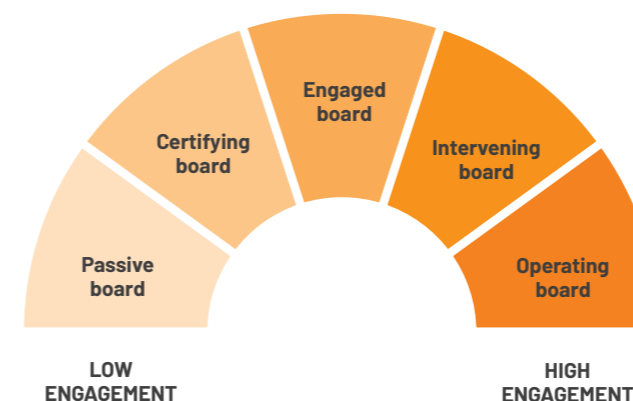 Engaged
board
Certifying
board
Intervening
board
Passive
board
Operating
board
LOW
ENGAGEMENT
HIGH
ENGAGEMENT